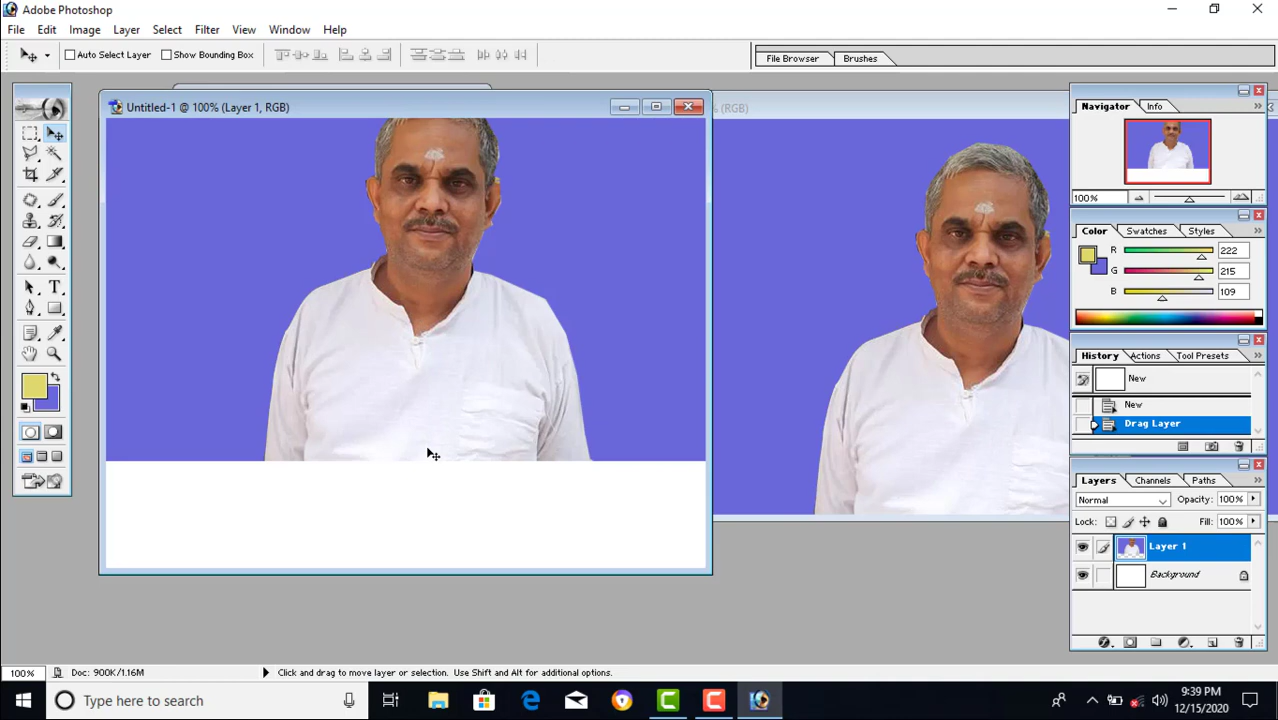 Adobe Photoshop
File Edit Image Layer Select Filter View Window Help
Auto Select Layer Show Bounding Box
File Browser Brushes
Untitled-1 @ 100% (Layer 1, RGB)
% (RGB)
Navigator Info
100%
Color Swatches Styles
R 222
G 215
B 109
History Actions Tool Presets
New
New
Drag Layer
Layers Channels Paths
Normal Opacity: 100%
Lock: Fill: 100%
Layer 1
Background
100% Doc: 900K/1.16M Click and drag to move layer or selection. Use Shift and Alt for additional options.
Type here to search
9:39 PM
12/15/2020